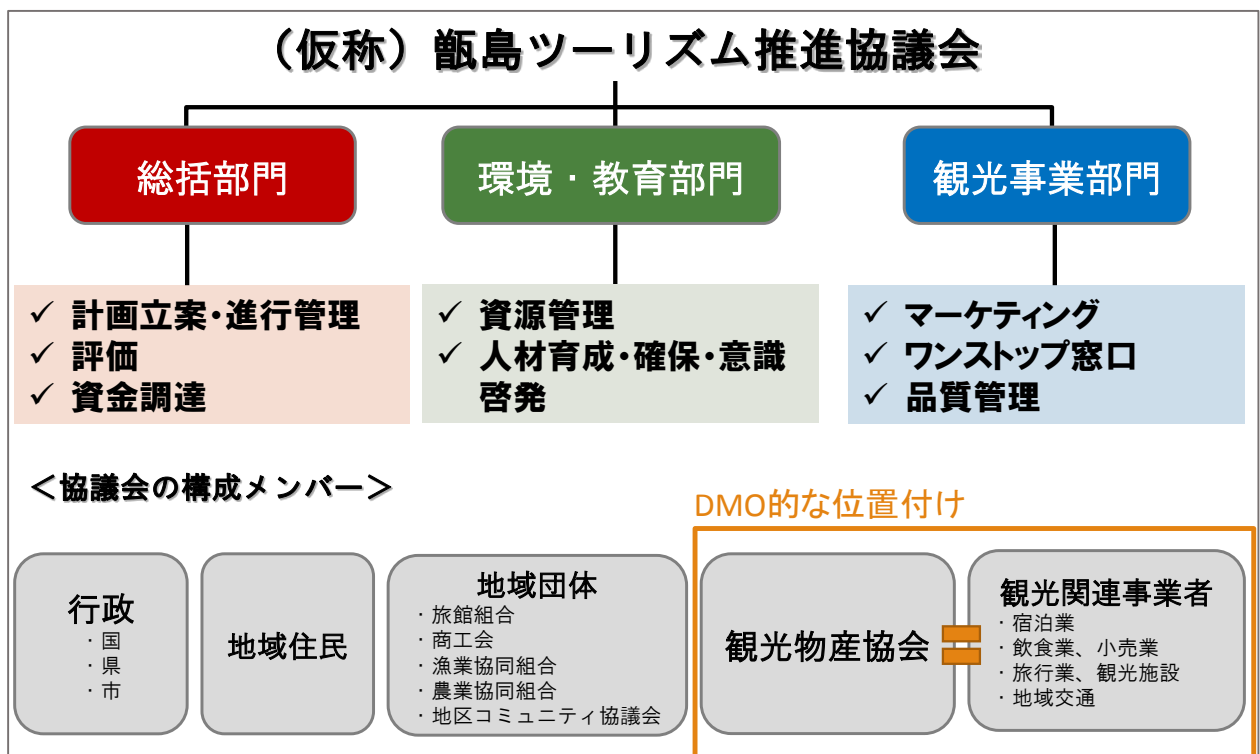 （仮称）甑島ツーリズム推進協議会
総括部門
環境・教育部門
観光事業部門
✓ 計画立案・進行管理
✓ 評価
✓ 資金調達
✓ 資源管理
✓ 人材育成・確保・意識
啓発
✓ マーケティング
✓ ワンストップ窓口
✓ 品質管理
＜協議会の構成メンバー＞
DMO的な位置付け
行政
・国
・県
・市
地域住民
地域団体
・旅館組合
・商工会
・漁業協同組合
・農業協同組合
・地区コミュニティ協議会
観光物産協会
観光関連事業者
・宿泊業
・飲食業、小売業
・旅行業、観光施設
・地域交通